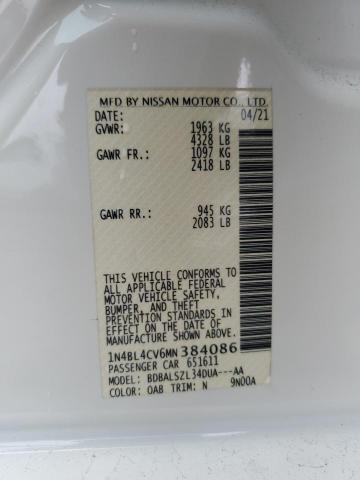 MFD BY NISSAN MOTOR CO., LTD.
DATE: 04/21
GVWR: 1963 KG
4328 LB
GAWR FR.: 1097 KG
2418 LB
GAWR RR.: 945 KG
2083 LB
THIS VEHICLE CONFORMS
TO ALL APPLICABLE FEDERAL
MOTOR VEHICLE SAFETY,
BUMPER, AND THEFT
PREVENTION STANDARDS IN
EFFECT ON THE DATE OF
MANUFACTURE SHOWN ABOVE.
1N4BL4CV6MN384086
PASSENGER CAR 651611
MODEL: BDBALSZL34DUA---AA
COLOR: QAB TRIM: N 9N00A